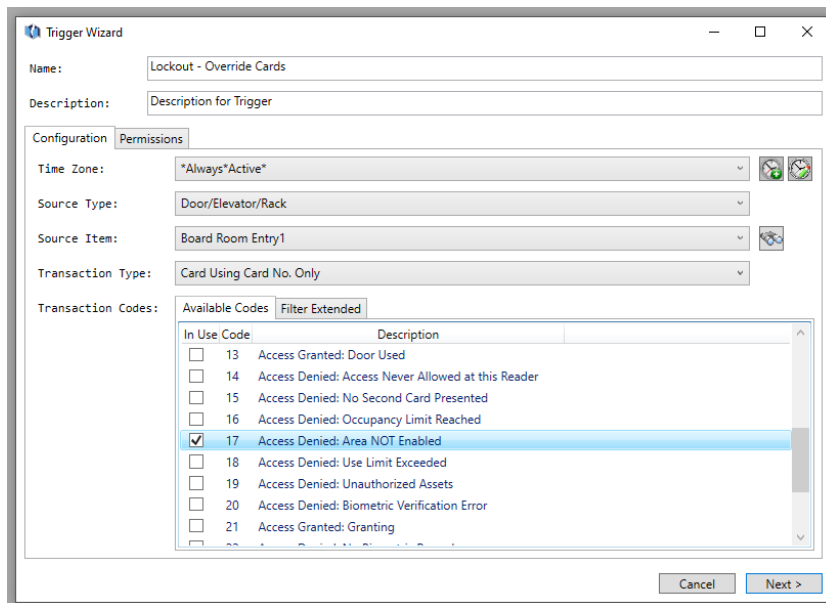 Trigger Wizard
Name: Lockout - Override Cards
Description: Description for Trigger
Configuration Permissions
Time Zone: *Always*Active*
Source Type: Door/Elevator/Rack
Source Item: Board Room Entry1
Transaction Type: Card Using Card No. Only
Transaction Codes: Available Codes Filter Extended
In Use Code Description
13 Access Granted: Door Used
14 Access Denied: Access Never Allowed at this Reader
15 Access Denied: No Second Card Presented
16 Access Denied: Occupancy Limit Reached
17 Access Denied: Area NOT Enabled
18 Access Denied: Use Limit Exceeded
19 Access Denied: Unauthorized Assets
20 Access Denied: Biometric Verification Error
21 Access Granted: Granting
Cancel Next >